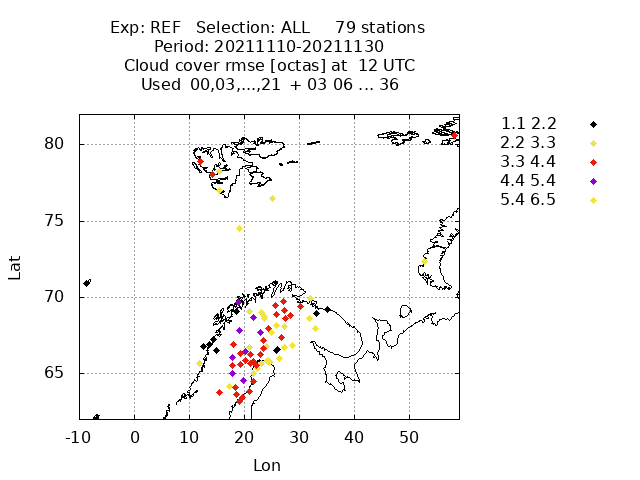 Exp: REF Selection: ALL 79 stations
Period: 20211110-20211130
Cloud cover rmse [octas] at 12 UTC
Used 00,03,...,21 + 03 06 ... 36
1.1 2.2
2.2 3.3
3.3 4.4
4.4 5.4
5.4 6.5
80
75
70
65
Lat
-10 0 10 20 30 40 50
Lon